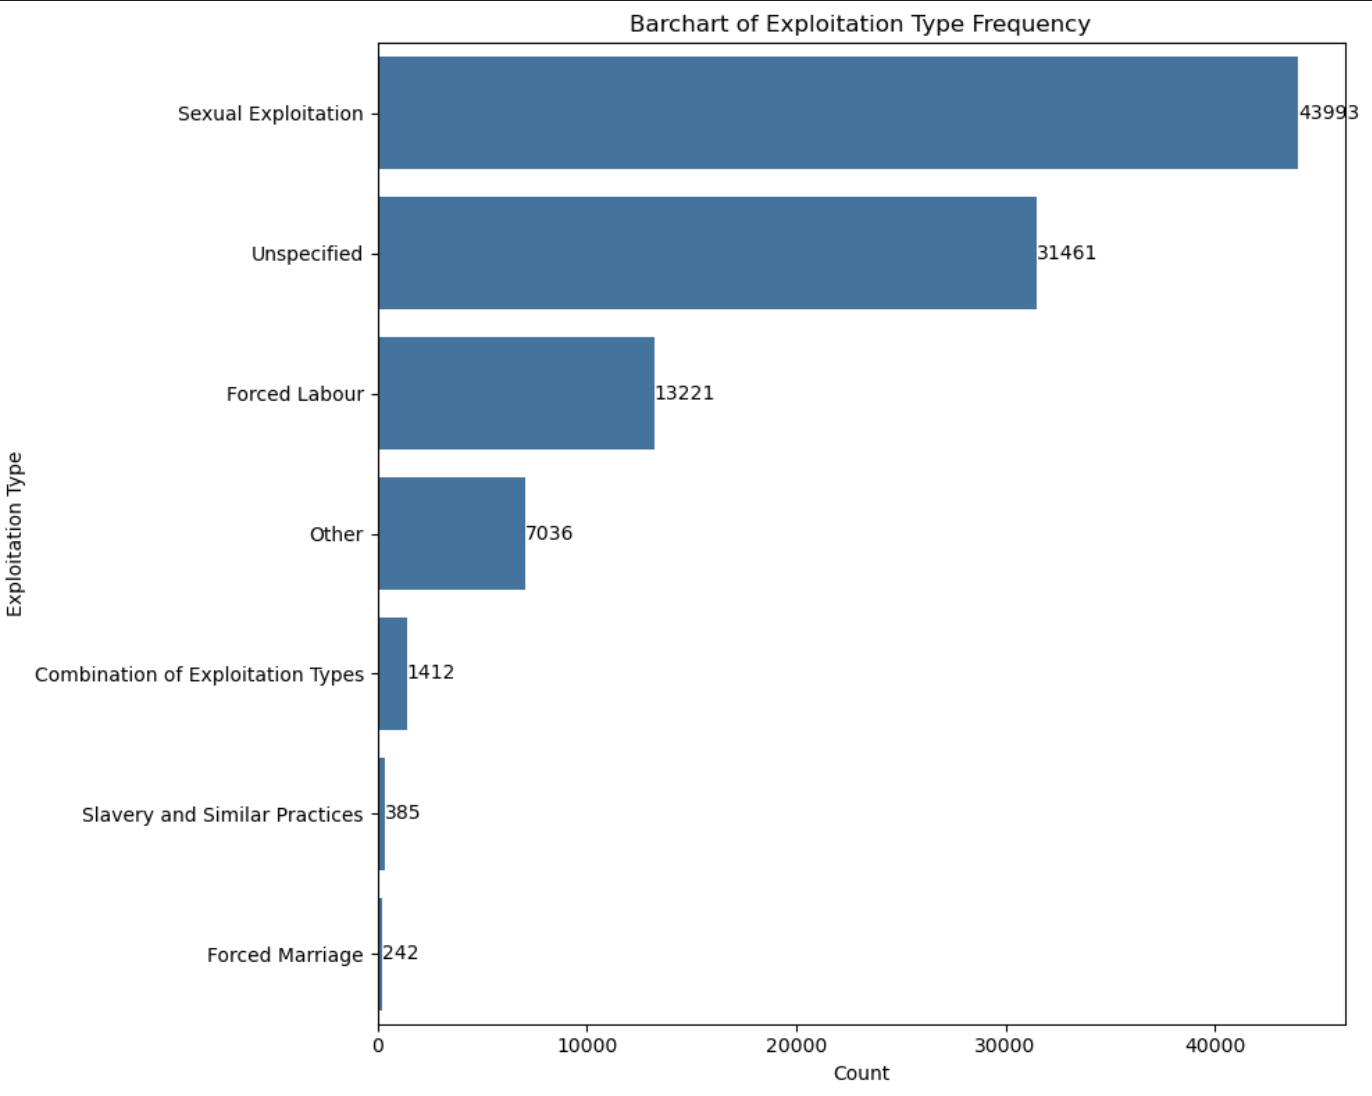 Barchart of Exploitation Type Frequency
Exploitation Type
Sexual Exploitation 43993
Unspecified 31461
Forced Labour 13221
Other 7036
Combination of Exploitation Types 1412
Slavery and Similar Practices 385
Forced Marriage 242
0 10000 20000 30000 40000
Count